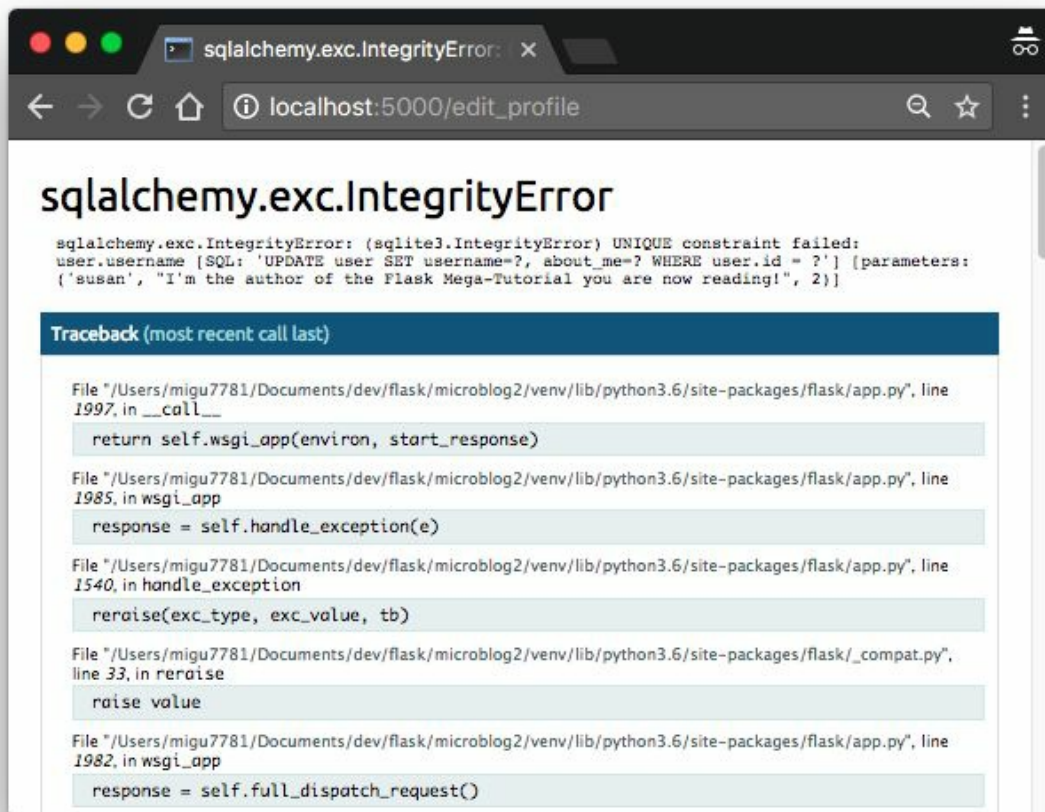 sqlalchemy.exc.IntegrityError: (
localhost:5000/edit_profile
sqlalchemy.exc.IntegrityError
sqlalchemy.exc.IntegrityError: (sqlite3.IntegrityError) UNIQUE constraint failed:
user.username [SQL: 'UPDATE user SET username=?, about_me=? WHERE user.id = ?'] [parameters:
('susan', "I'm the author of the Flask Mega-Tutorial you are now reading!", 2)]
Traceback (most recent call last)
File "/Users/migu7781/Documents/dev/flask/microblog2/venv/lib/python3.6/site-packages/flask/app.py", line
1997, in __call__
return self.wsgi_app(environ, start_response)
File "/Users/migu7781/Documents/dev/flask/microblog2/venv/lib/python3.6/site-packages/flask/app.py", line
1985, in wsgi_app
response = self.handle_exception(e)
File "/Users/migu7781/Documents/dev/flask/microblog2/venv/lib/python3.6/site-packages/flask/app.py", line
1540, in handle_exception
reraise(exc_type, exc_value, tb)
File "/Users/migu7781/Documents/dev/flask/microblog2/venv/lib/python3.6/site-packages/flask/_compat.py",
line 33, in reraise
raise value
File "/Users/migu7781/Documents/dev/flask/microblog2/venv/lib/python3.6/site-packages/flask/app.py", line
1982, in wsgi_app
response = self.full_dispatch_request()